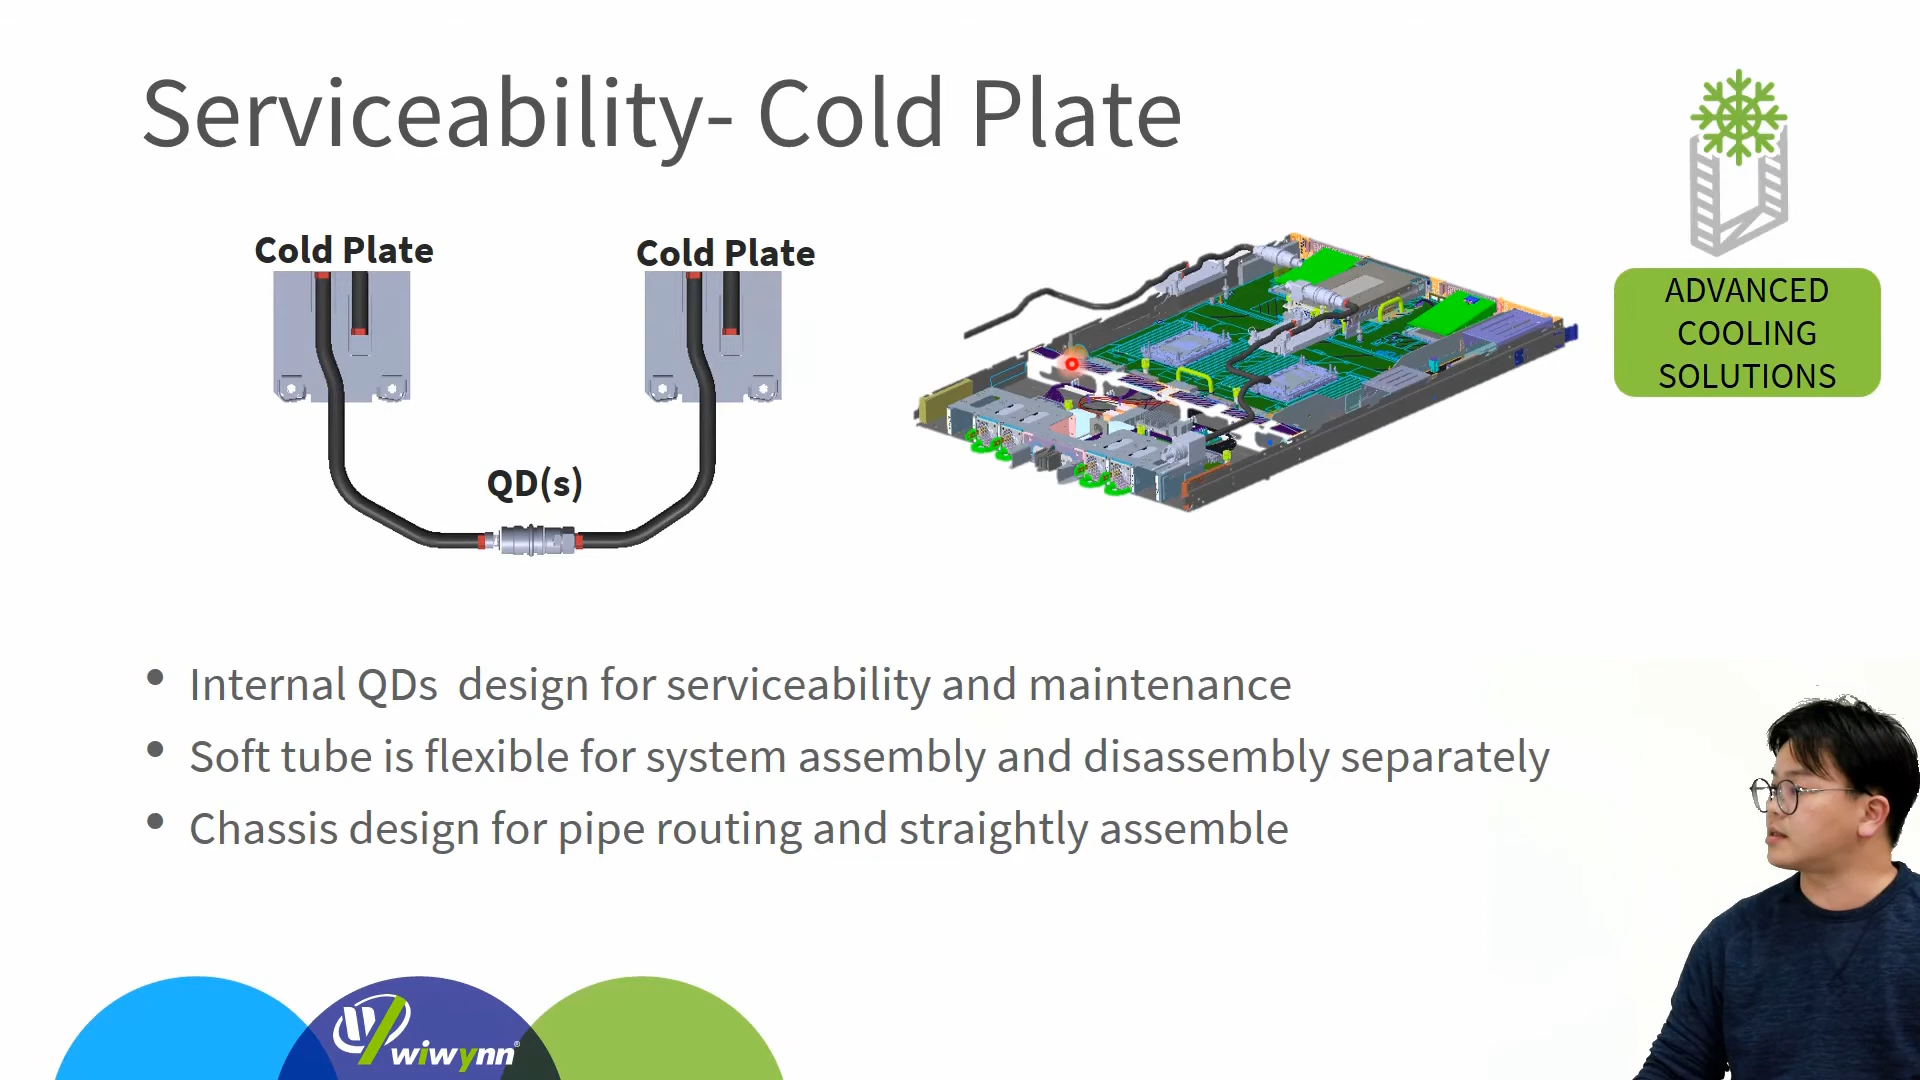 Serviceability- Cold Plate
Cold Plate
Cold Plate
QD(s)
ADVANCED
COOLING
SOLUTIONS
• Internal QDs  design for serviceability and maintenance
• Soft tube is flexible for system assembly and disassembly separately
• Chassis design for pipe routing and straightly assemble
wiwynn®